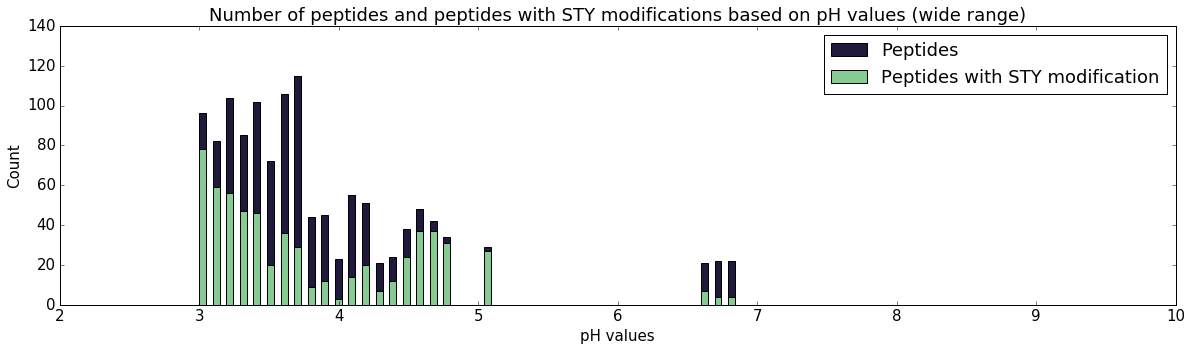 Number of peptides and peptides with STY modifications based on pH values (wide range)
140
120
100
80
60
40
20
0
Count
Peptides
Peptides with STY modification
2 3 4 5 6 7 8 9 10
pH values